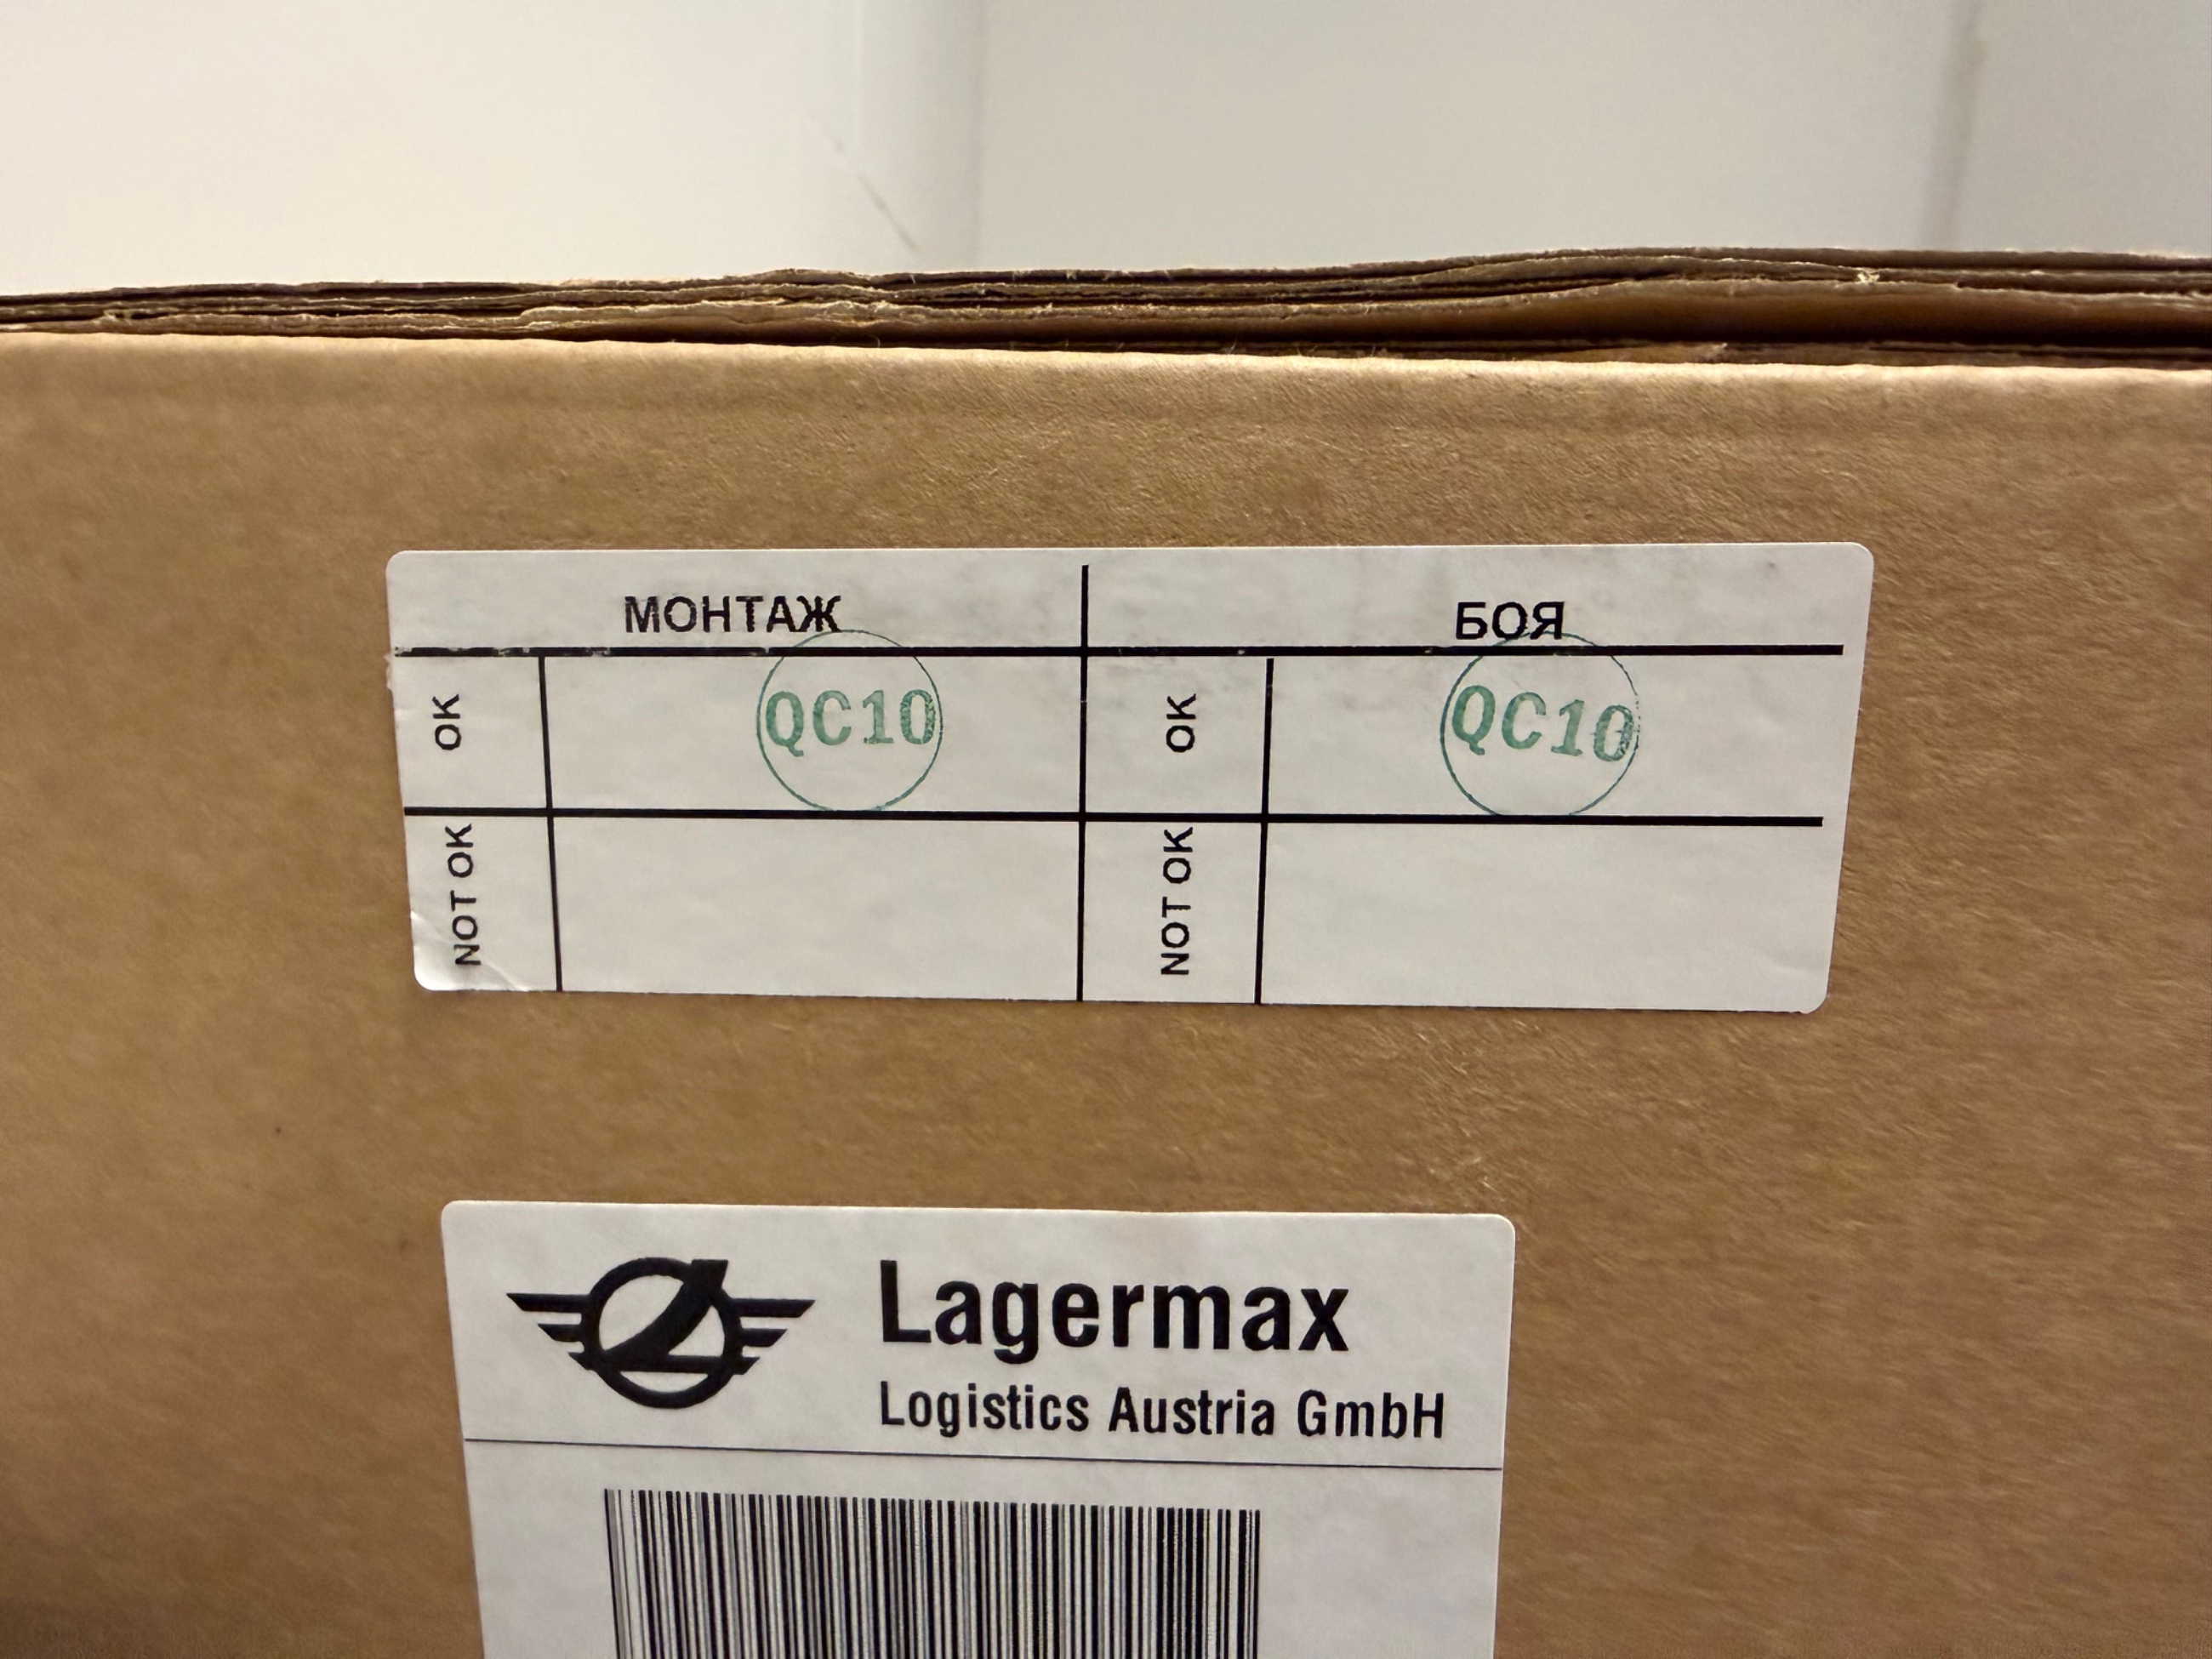 МОНТАЖ БОЯ
OK QC10 OK QC10
NOT OK NOT OK
Lagermax
Logistics Austria GmbH